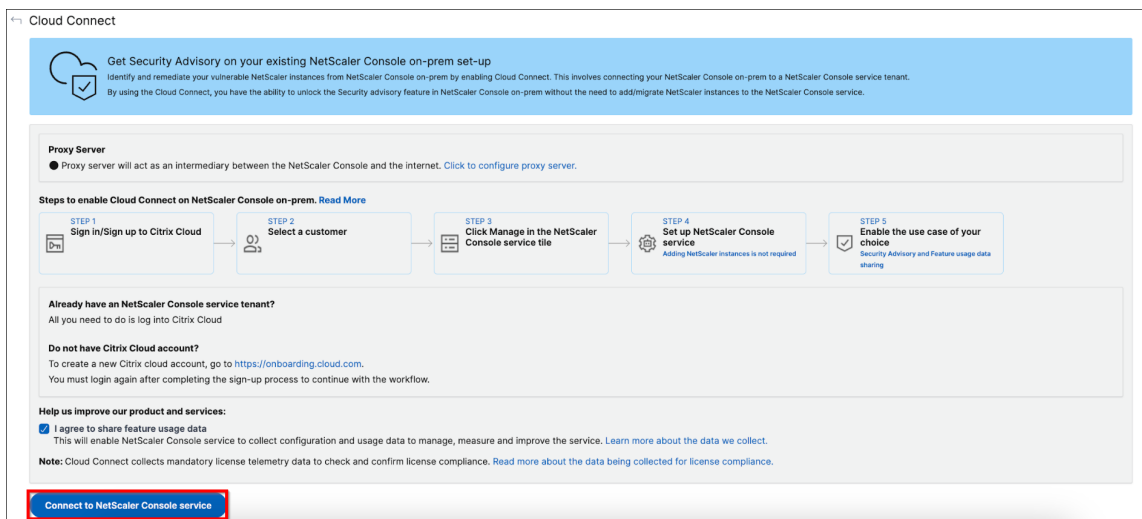 Cloud Connect
Get Security Advisory on your existing NetScaler Console on-prem set-up
Identify and remediate your vulnerable NetScaler instances from NetScaler Console on-prem by enabling Cloud Connect. This involves connecting your NetScaler Console on-prem to a NetScaler Console service tenant.
By using the Cloud Connect, you have the ability to unlock the Security advisory feature in NetScaler Console on-prem without the need to add/migrate NetScaler instances to the NetScaler Console service.
Proxy Server
Proxy server will act as an intermediary between the NetScaler Console and the internet. Click to configure proxy server.
Steps to enable Cloud Connect on NetScaler Console on-prem. Read More
STEP 1
Sign in/Sign up to Citrix Cloud
STEP 2
Select a customer
STEP 3
Click Manage in the NetScaler
Console service tile
STEP 4
Set up NetScaler Console
service
Adding NetScaler instances is not required
STEP 5
Enable the use case of your
choice
Security Advisory and Feature usage data
sharing
Already have an NetScaler Console service tenant?
All you need to do is log into Citrix Cloud
Do not have Citrix Cloud account?
To create a new Citrix cloud account, go to https://onboarding.cloud.com.
You must login again after completing the sign-up process to continue with the workflow.
Help us improve our product and services:
I agree to share feature usage data
This will enable NetScaler Console service to collect configuration and usage data to manage, measure and improve the service. Learn more about the data we collect.
Note: Cloud Connect collects mandatory license telemetry data to check and confirm license compliance. Read more about the data being collected for license compliance.
Connect to NetScaler Console service